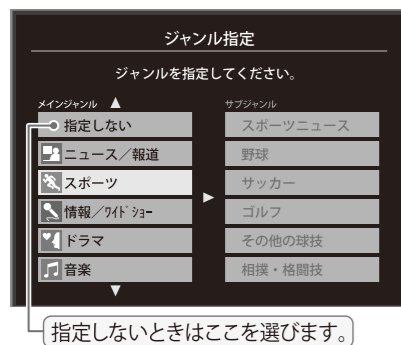 ジャンル指定
ジャンルを指定してください。
メインジャンル ▲
指定しない
ニュース／報道
スポーツ
情報／ﾜｲﾄﾞｼｮｰ
ドラマ
音楽
▼
▶
サブジャンル
スポーツニュース
野球
サッカー
ゴルフ
その他の球技
相撲・格闘技
指定しないときはここを選びます。